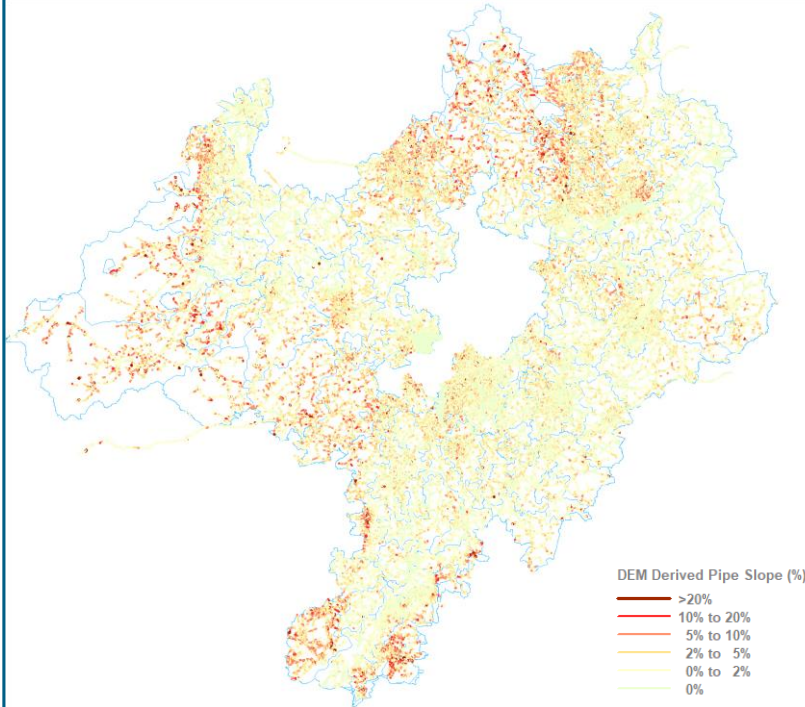 DEM Derived Pipe Slope (%)
>20%
10% to 20%
5% to 10%
2% to 5%
0% to 2%
0%